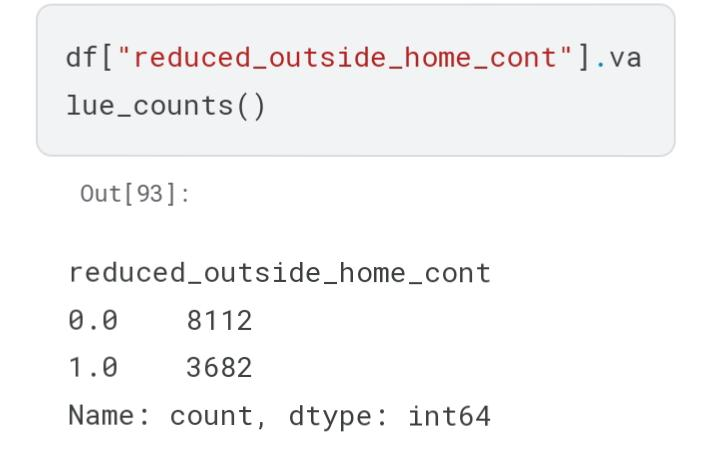 df["reduced_outside_home_cont"].va
lue_counts()
Out[93]:
reduced_outside_home_cont
0.0    8112
1.0    3682
Name: count, dtype: int64